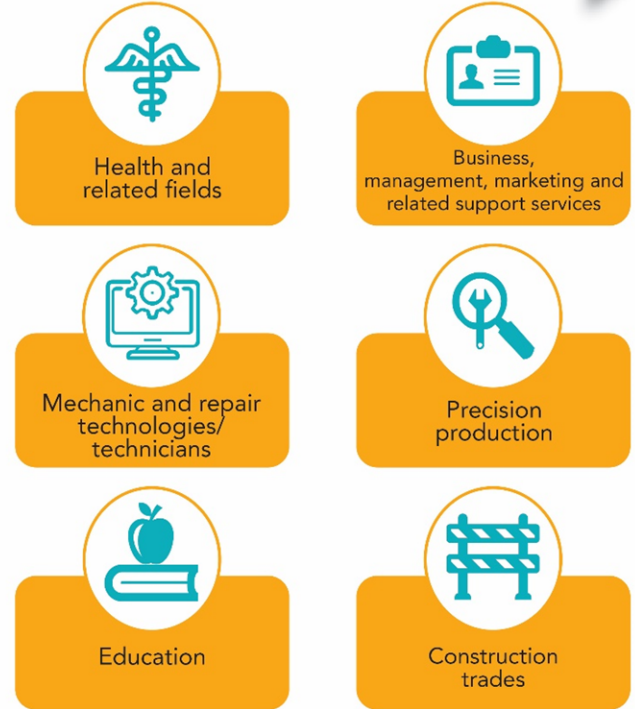 Health and
related fields
Business,
management, marketing and
related support services
Mechanic and repair
technologies/
technicians
Precision
production
Education
Construction
trades